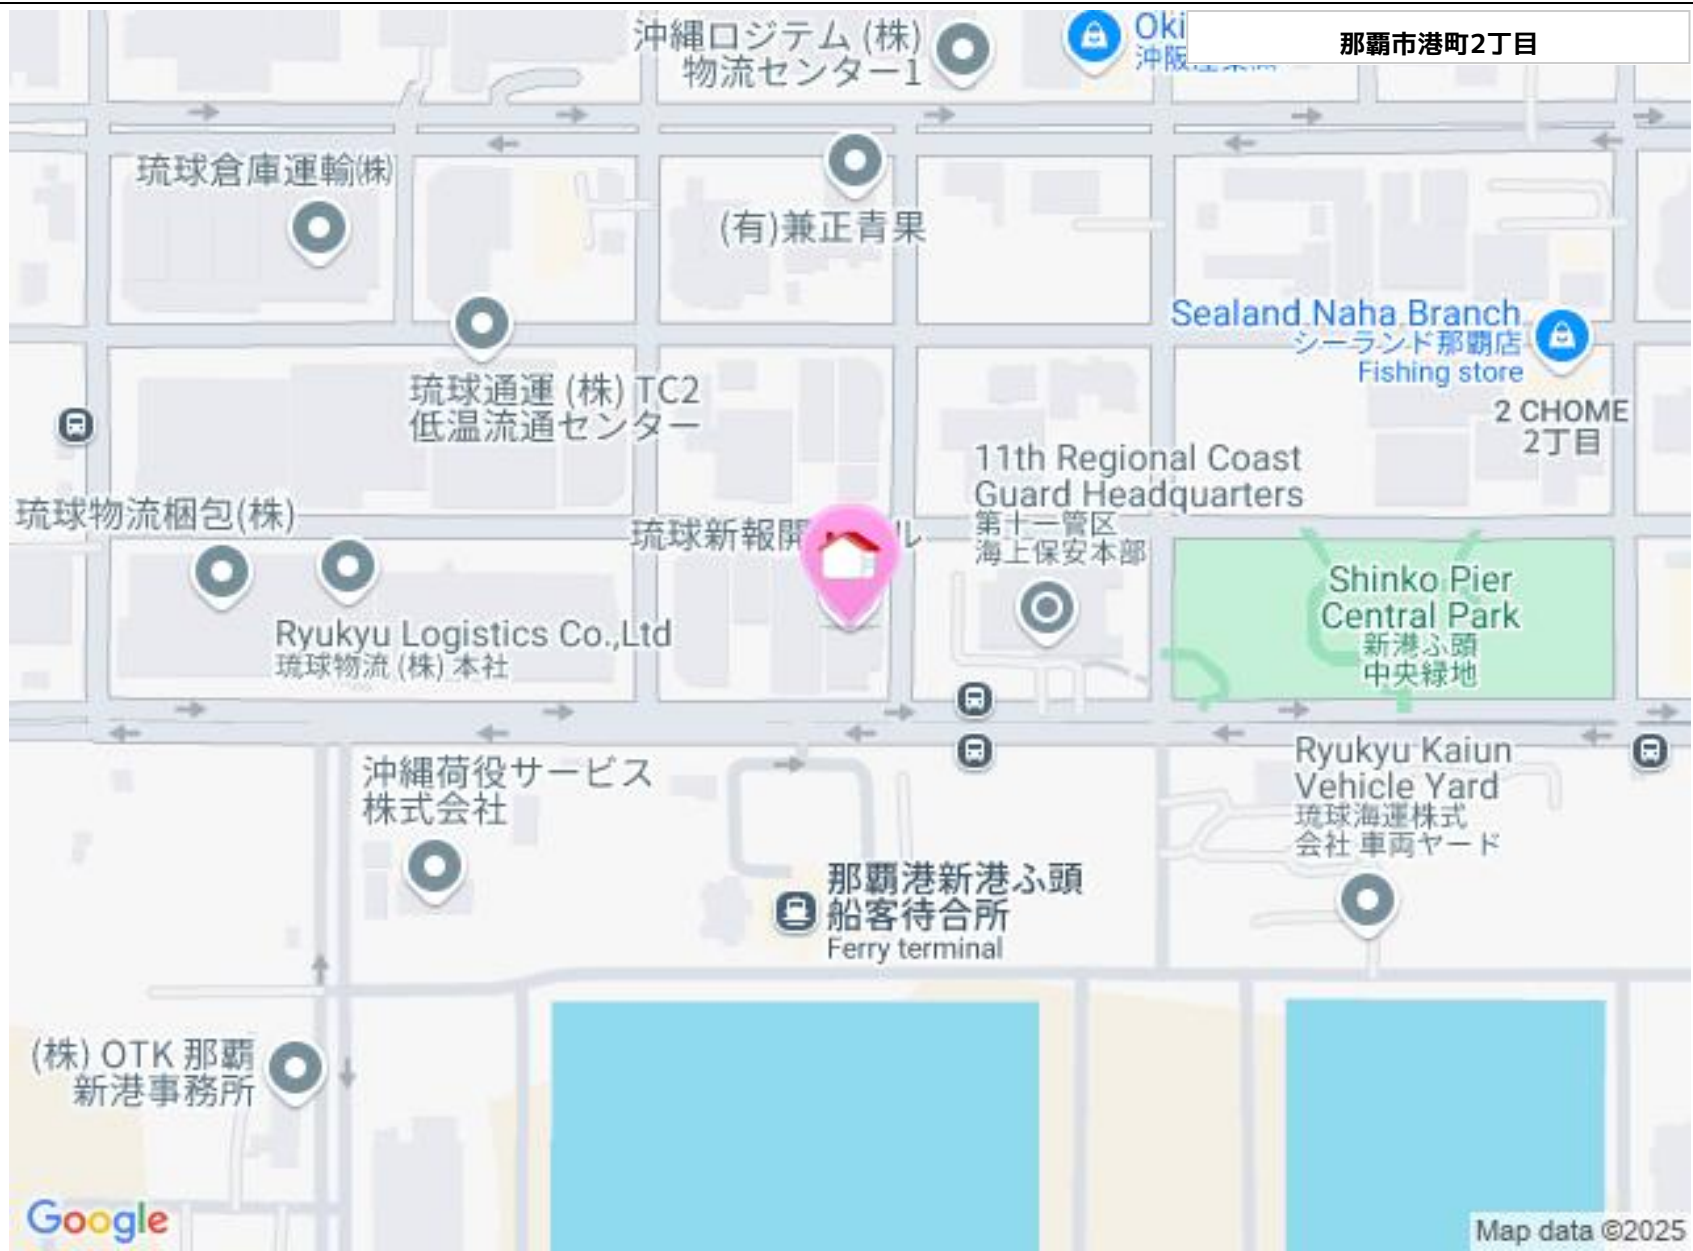 沖縄ロジテム (株)
物流センター1
Oki
那覇市港町2丁目
琉球倉庫運輸㈱
(有)兼正青果
Sealand Naha Branch
シーランド那覇店
Fishing store
琉球通運 (株) TC2
低温流通センター
2 CHOME
2丁目
11th Regional Coast
Guard Headquarters
第十一管区
海上保安本部
琉球物流梱包(株)
琉球新報開
ル
Shinko Pier
Central Park
新港ふ頭
中央緑地
Ryukyu Logistics Co.,Ltd
琉球物流 (株) 本社
沖縄荷役サービス
株式会社
Ryukyu Kaiun
Vehicle Yard
琉球海運株式
会社 車両ヤード
那覇港新港ふ頭
船客待合所
Ferry terminal
(株) OTK 那覇
新港事務所
Google
Map data ©2025